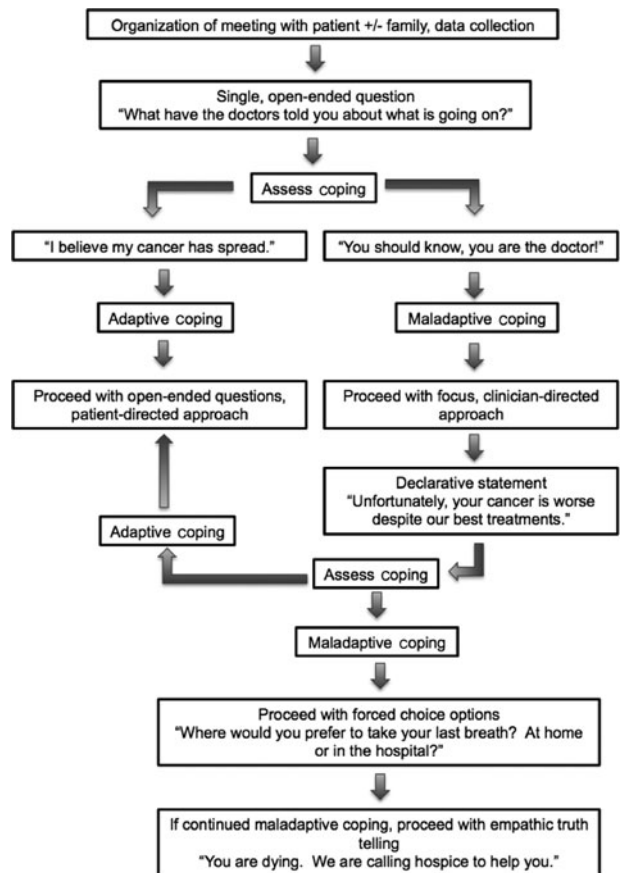 Organization of meeting with patient +/- family, data collection
Single, open-ended question
“What have the doctors told you about what is going on?”
Assess coping
“I believe my cancer has spread.”
“You should know, you are the doctor!”
Adaptive coping
Maladaptive coping
Proceed with open-ended questions,
patient-directed approach
Proceed with focus, clinician-directed
approach
Declarative statement
“Unfortunately, your cancer is worse
despite our best treatments.”
Adaptive coping
Assess coping
Maladaptive coping
Proceed with forced choice options
“Where would you prefer to take your last breath? At home
or in the hospital?”
If continued maladaptive coping, proceed with empathic truth
telling
“You are dying. We are calling hospice to help you.”